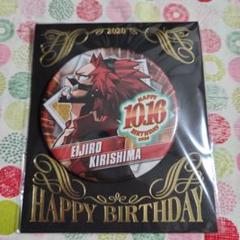 2020
HAPPY
10.16
BIRTHDAY
EIJIRO
KIRISHIMA
HAPPY BIRTHDAY